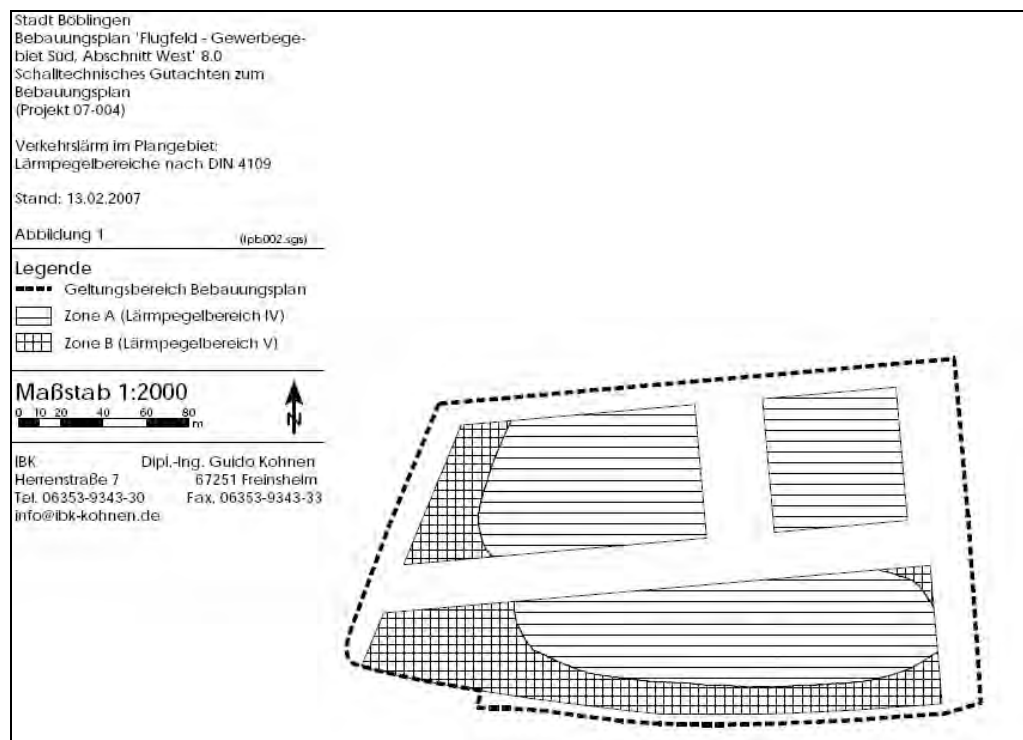 Stadt Böblingen
Bebauungsplan 'Flugfeld - Gewerbege-
biet Süd, Abschnitt West' 8.0
Schalltechnisches Gutachten zum
Bebauungsplan
(Projekt 07-004)
Verkehrslärm im Plangebiet:
Lärmpegelbereiche nach DIN 4109
Stand: 13.02.2007
Abbildung 1 (lpb002.sgs)
Legende
Geltungsbereich Bebauungsplan
Zone A (Lärmpegelbereich IV)
Zone B (Lärmpegelbereich V)
Maßstab 1:2000
0 10 20 40 60 80
m
N
IBK Dipl.-Ing. Guido Kohnen
Herrenstraße 7 67251 Freinsheim
Tel. 06353-9343-30 Fax. 06353-9343-33
info@ibk-kohnen.de